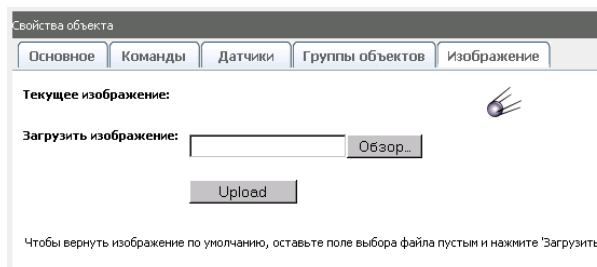 Свойства объекта
Основное Команды Датчики Группы объектов Изображение
Текущее изображение:
Загрузить изображение: Обзор...
Upload
Чтобы вернуть изображение по умолчанию, оставьте поле выбора файла пустым и нажмите 'Загрузить